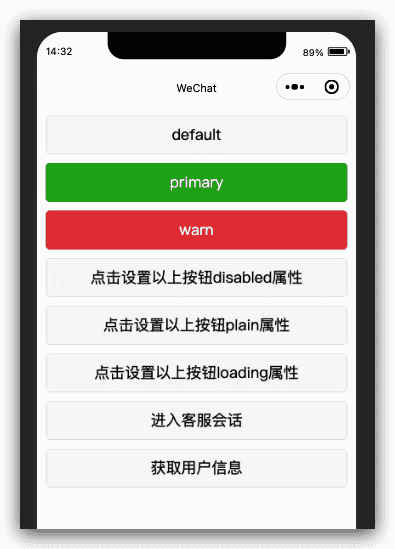 14:32
89%
WeChat
default
primary
warn
点击设置以上按钮disabled属性
点击设置以上按钮plain属性
点击设置以上按钮loading属性
进入客服会话
获取用户信息